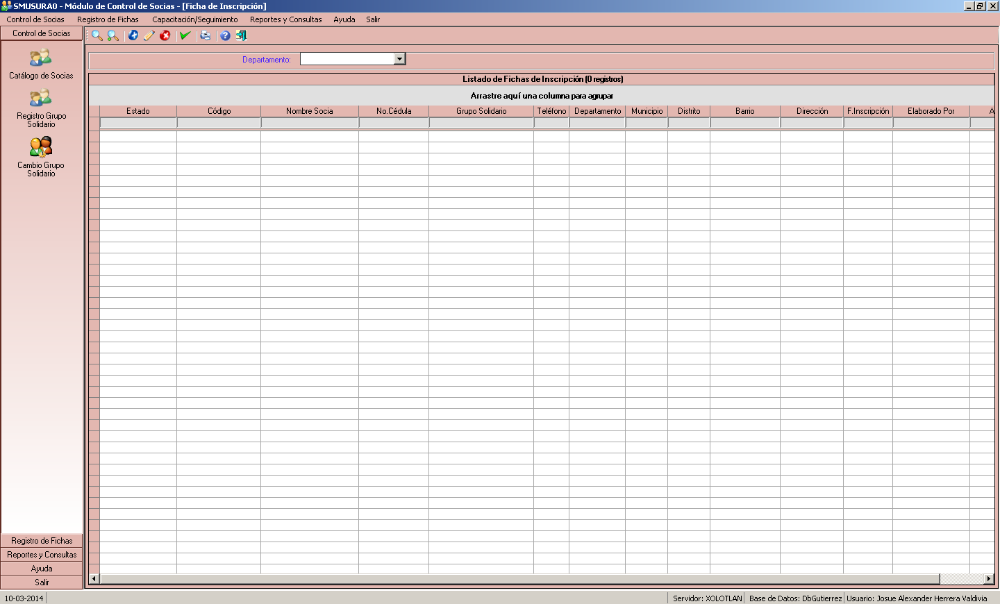 SMUSURA0 - Módulo de Control de Socias - [Ficha de Inscripción]
Control de Socias Registro de Fichas Capacitación/Seguimiento Reportes y Consultas Ayuda Salir
Control de Socias
Catálogo de Socias
Registro Grupo
Solidario
Cambio Grupo
Solidario
Departamento:
Listado de Fichas de Inscripción (0 registros)
Arrastre aquí una columna para agrupar
Estado Código Nombre Socia No.Cédula Grupo Solidario Teléfono Departamento Municipio Distrito Barrio Dirección F.Inscripción Elaborado Por A
Registro de Fichas
Reportes y Consultas
Ayuda
Salir
10-03-2014 Servidor: XOLOTLAN Base de Datos: DbGutierrez Usuario: Josue Alexander Herrera Valdivia